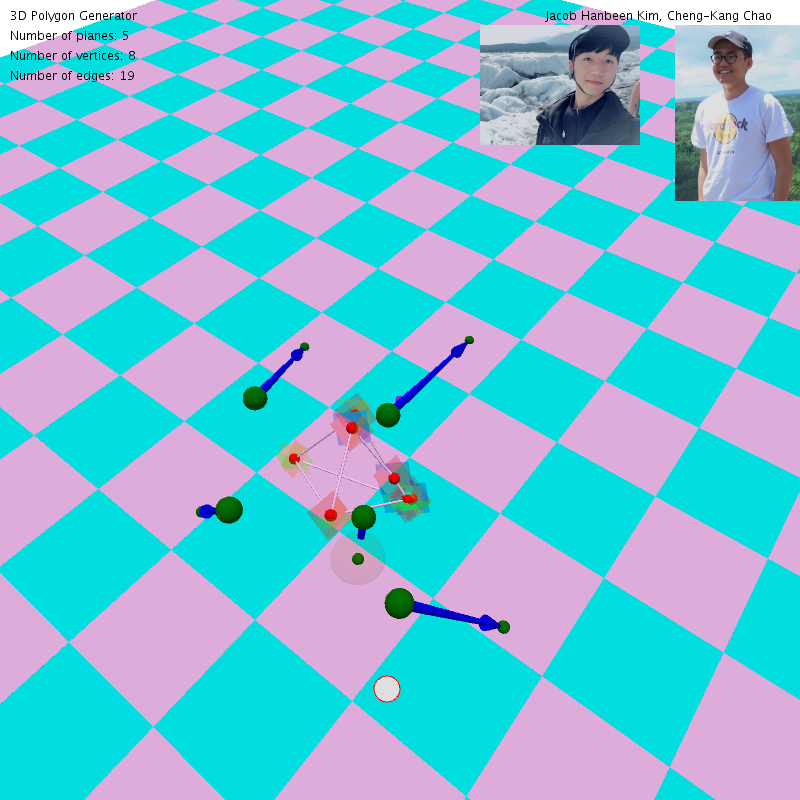 3D Polygon Generator
Jacob Hanbeen Kim, Cheng-Kang Chao
Number of planes: 5
Number of vertices: 8
Number of edges: 19